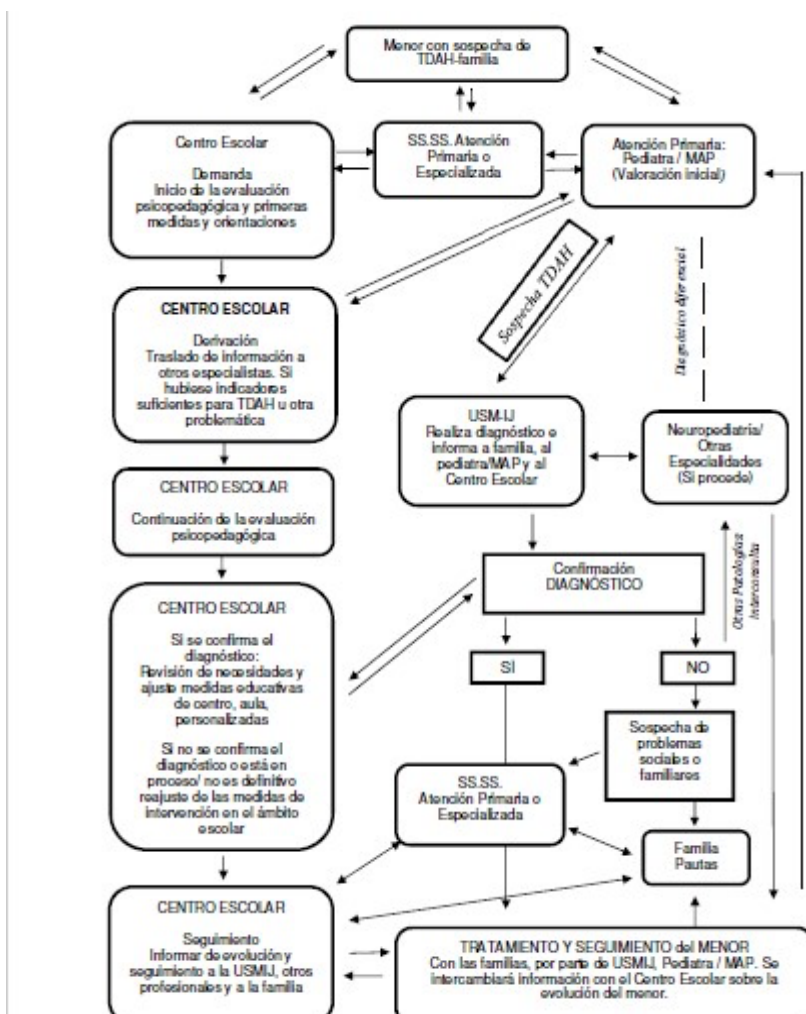 Menor con sospecha de
TDAH-familia
Centro Escolar
Demanda
Inicio de la evaluación
psicopedagógica y primeras
medidas y orientaciones
SS.SS. Atención
Primaria o
Especializada
Atención Primaria:
Pediatra / MAP
(Valoración inicial)
Sospecha TDAH
Diagnóstico diferencial
CENTRO ESCOLAR
Derivación
Traslado de información a
otros especialistas. Si
hubiese indicadores
suficientes para TDAH u otra
problemática
USM-IJ
Realiza diagnóstico e
informa a familia, al
pediatra/MAP y al
Centro Escolar
Neuropediatría/
Otras
Especialidades
(Si procede)
CENTRO ESCOLAR
Continuación de la evaluación
psicopedagógica
Confirmación
DIAGNÓSTICO
Otras Patologías
Interconsulta
SÍ
NO
CENTRO ESCOLAR
Si se confirma el
diagnóstico:
Revisión de necesidades y
ajuste medidas educativas
de centro, aula,
personalizadas
Si no se confirma el
diagnóstico o está en
proceso/ no es definitivo
reajuste de las medidas de
intervención en el ámbito
escolar
Sospecha de
problemas
sociales o
familiares
SS.SS.
Atención Primaria o
Especializada
Familia
Pautas
CENTRO ESCOLAR
Seguimiento
Informar de evolución y
seguimiento a la USMIJ, otros
profesionales y a la familia
TRATAMIENTO Y SEGUIMIENTO del MENOR
Con las familias, por parte de USMIJ, Pediatra / MAP. Se
intercambiará información con el Centro Escolar sobre la
evolución del menor.